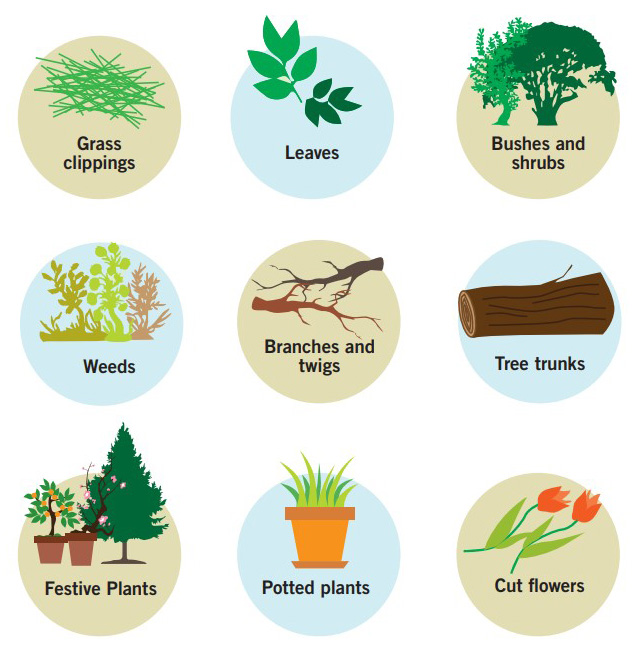 Grass
clippings
Leaves
Bushes and
shrubs
Weeds
Branches and
twigs
Tree trunks
Festive Plants
Potted plants
Cut flowers